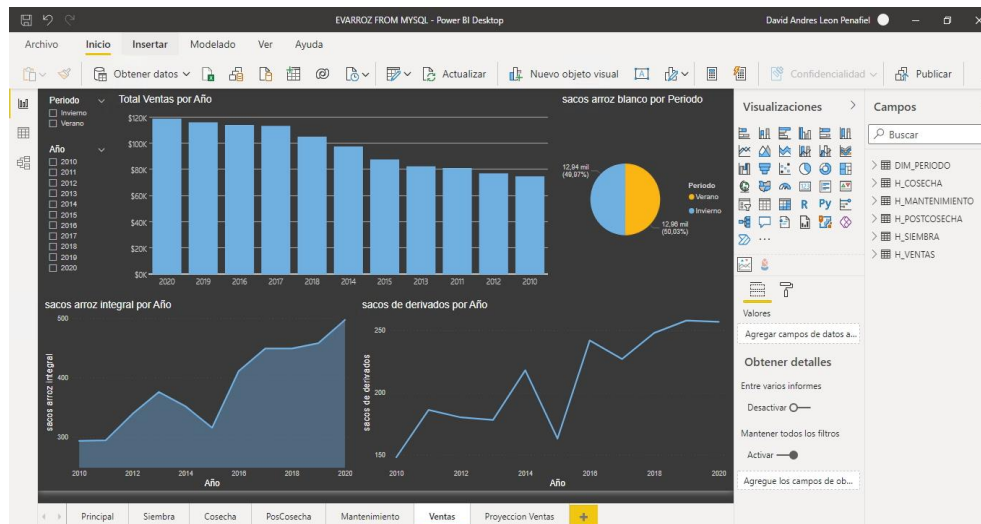 EVARROZ FROM MYSQL - Power BI Desktop
David Andres Leon Penafiel
Archivo Inicio Insertar Modelado Ver Ayuda
Obtener datos Actualizar Nuevo objeto visual Confidencialidad Publicar
Periodo
Invierno
Verano
Año
2010
2011
2012
2013
2014
2015
2016
2017
2018
2019
2020
Total Ventas por Año
$120K
$100K
$80K
$60K
$40K
$20K
$0K
2020 2019 2016 2017 2018 2014 2015 2013 2011 2012 2010
sacos arroz blanco por Periodo
12,94 mil
(49,97%)
12,96 mil
(50,03%)
Periodo
Verano
Invierno
sacos arroz integral por Año
sacos arroz integral
500
400
300
2010 2012 2014 2016 2018 2020
Año
sacos de derivados por Año
sacos de derivados
250
200
150
2010 2012 2014 2016 2018 2020
Año
Visualizaciones
R Py
Valores
Agregar campos de datos a...
Obtener detalles
Entre varios informes
Desactivar
Mantener todos los filtros
Activar
Agregue los campos de ob...
Campos
Buscar
DIM_PERIODO
H_COSECHA
H_MANTENIMIENTO
H_POSTCOSECHA
H_SIEMBRA
H_VENTAS
Principal Siembra Cosecha PosCosecha Mantenimiento Ventas Proyeccion Ventas